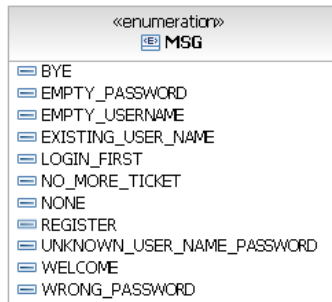 «enumeration»
MSG
BYE
EMPTY_PASSWORD
EMPTY_USERNAME
EXISTING_USER_NAME
LOGIN_FIRST
NO_MORE_TICKET
NONE
REGISTER
UNKNOWN_USER_NAME_PASSWORD
WELCOME
WRONG_PASSWORD